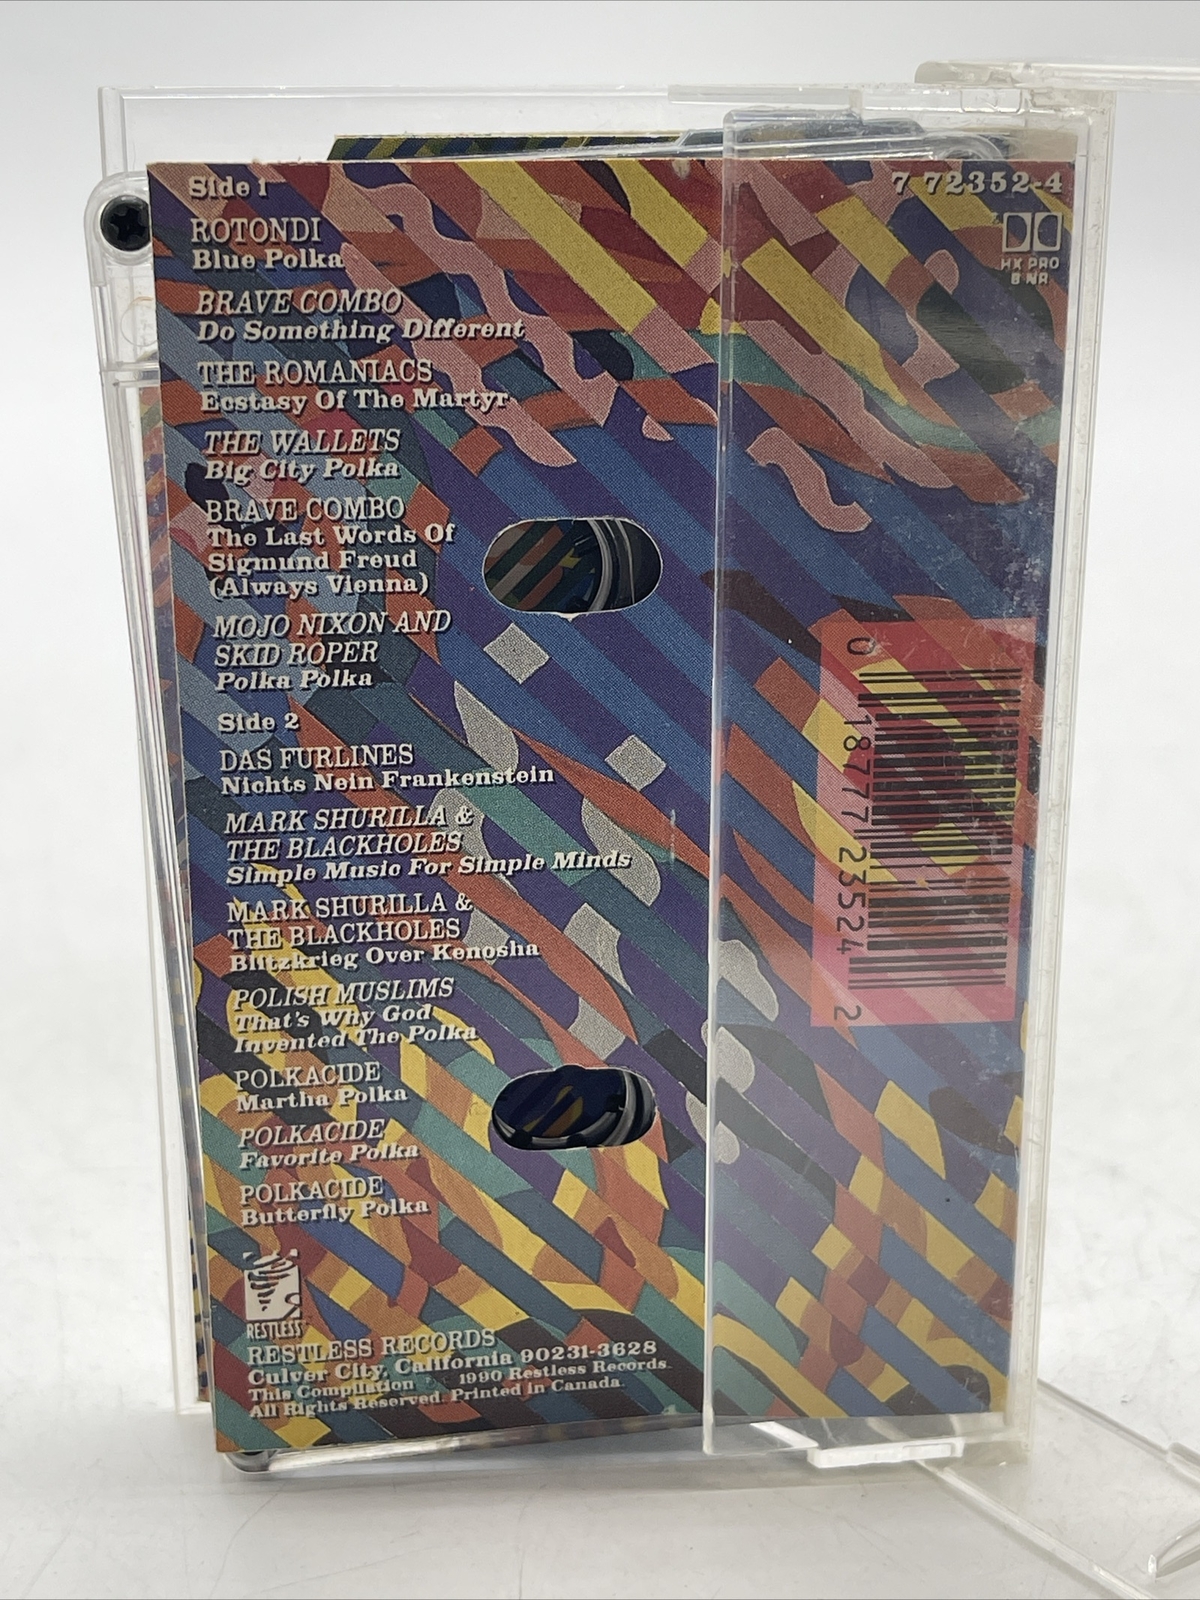 Side 1
ROTONDI
Blue Polka
BRAVE COMBO
Do Something Different
THE ROMANIACS
Ecstasy Of The Martyr
THE WALLETS
Big City Polka
BRAVE COMBO
The Last Words Of
Sigmund Freud
(Always Vienna)
MOJO NIXON AND
SKID ROPER
Polka Polka
Side 2
DAS FURLINES
Nichts Nein Frankenstein
MARK SHURILLA &
THE BLACKHOLES
Simple Music For Simple Minds
MARK SHURILLA &
THE BLACKHOLES
Blitzkrieg Over Kenosha
POLISH MUSLIMS
That's Why God
Invented The Polka
POLKACIDE
Martha Polka
POLKACIDE
Favorite Polka
POLKACIDE
Butterfly Polka
RESTLESS
RESTLESS RECORDS
Culver City, California 90231-3628
This Compilation 1990 Restless Records.
All Rights Reserved. Printed in Canada.
7 72352-4
HX PRO
B NR
0 18777 23524 2